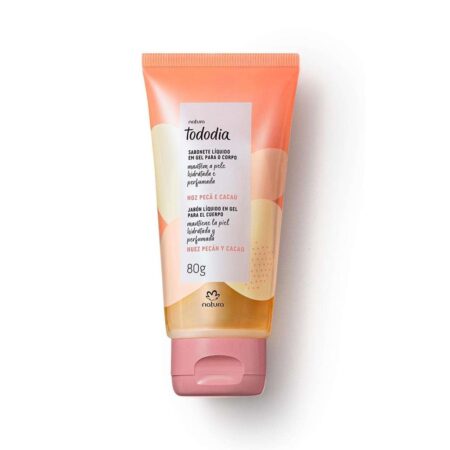 natura
tododia
SABONETE LÍQUIDO
EM GEL PARA O CORPO
mantém a pele
hidratada e
perfumada
NOZ PECÃ E CACAU
JABÓN LÍQUIDO EN GEL
PARA EL CUERPO
mantiene la piel
hidratada y
perfumada
NUEZ PECÁN Y CACAO
80g
natura